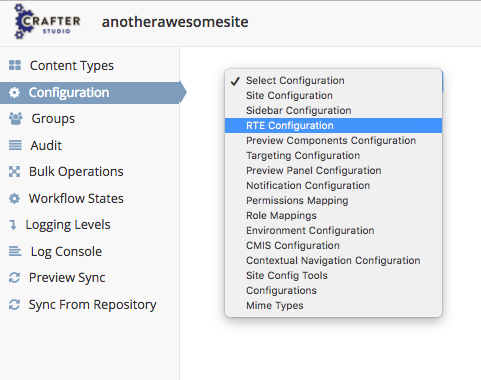 CRAFTER
STUDIO
anotherawesomesite
Content Types
Configuration
Groups
Audit
Bulk Operations
Workflow States
Logging Levels
Log Console
Preview Sync
Sync From Repository
Select Configuration
Site Configuration
Sidebar Configuration
RTE Configuration
Preview Components Configuration
Targeting Configuration
Preview Panel Configuration
Notification Configuration
Permissions Mapping
Role Mappings
Environment Configuration
CMIS Configuration
Contextual Navigation Configuration
Site Config Tools
Configurations
Mime Types